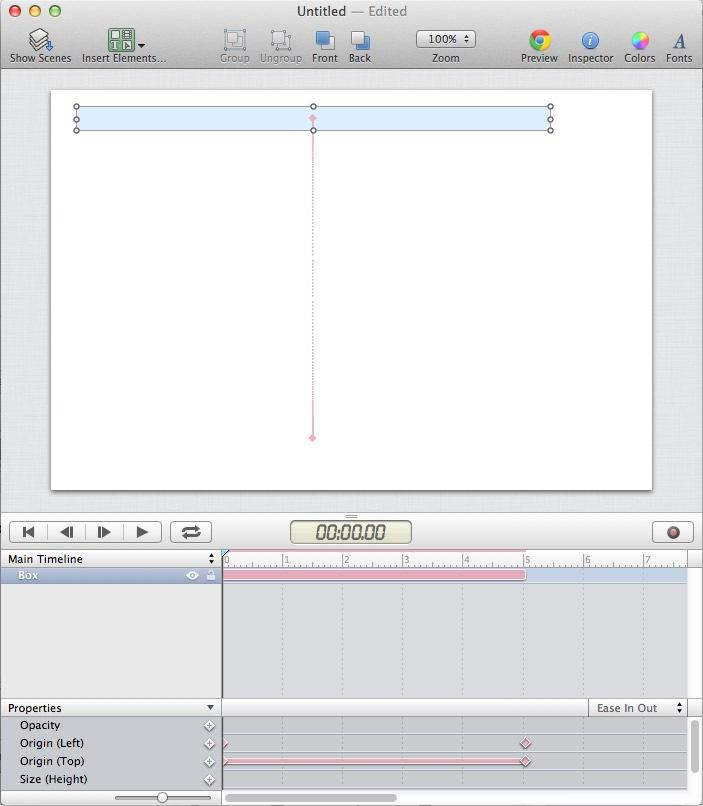 Untitled — Edited
Show Scenes Insert Elements... Group Ungroup Front Back 100% Zoom Preview Inspector Colors Fonts
00:00.00
Main Timeline 0 1 2 3 4 5 6 7
Box
Properties Ease In Out
Opacity
Origin (Left)
Origin (Top)
Size (Height)